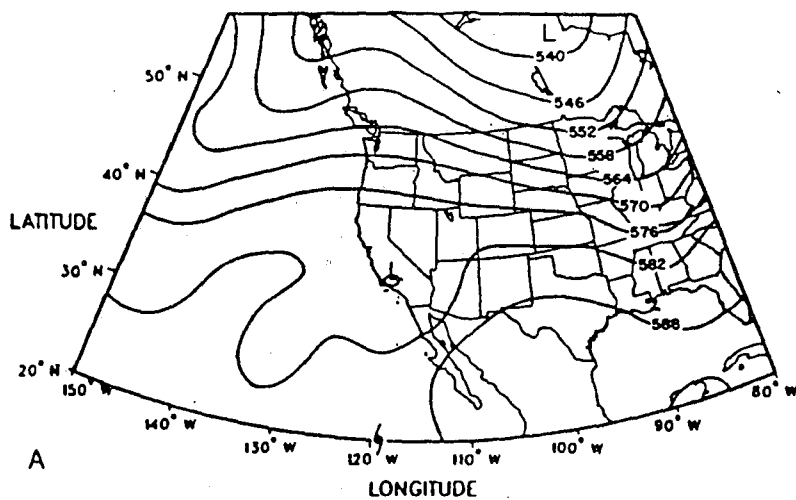 L
540
50° N
546
552
558
40° N
564
570
LATITUDE
576
30° N
582
588
20° N
150° W
80° W
140° W
90° W
130° W
100° W
120° W
110° W
A
LONGITUDE